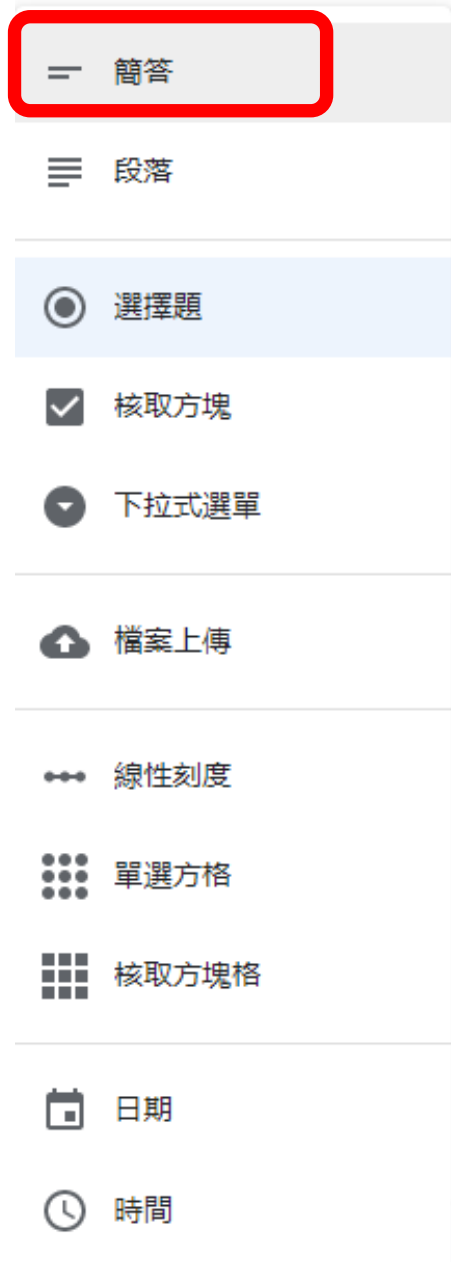 簡答
段落
選擇題
核取方塊
下拉式選單
檔案上傳
線性刻度
單選方格
核取方塊格
日期
時間